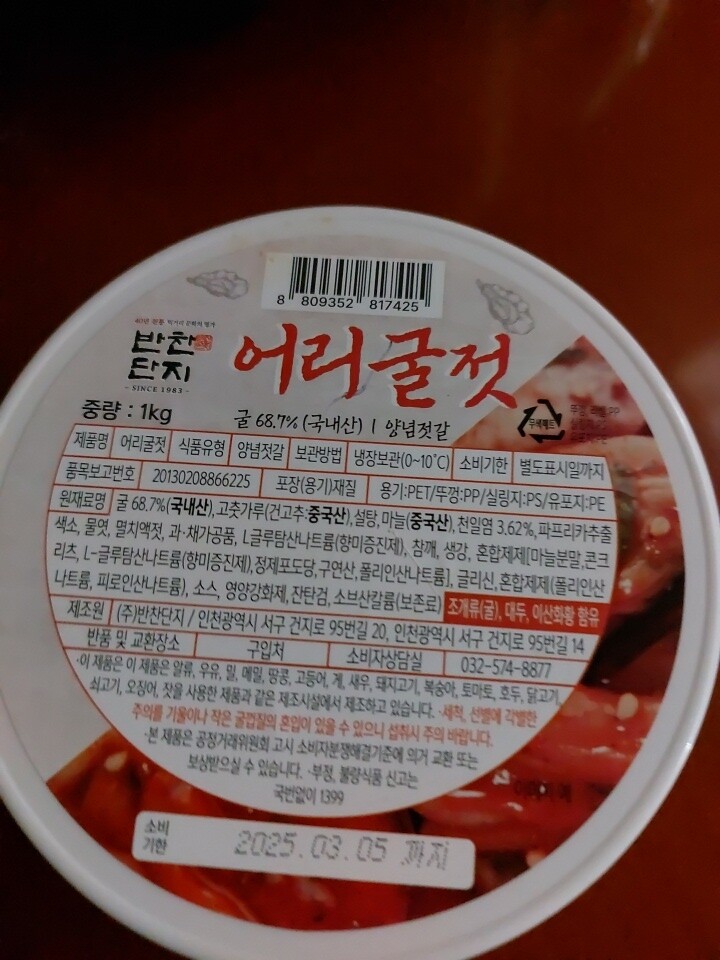 8 809352 817425
40년 전통
반찬
단지
- SINCE 1983 -
어리굴젓
중량 : 1kg
굴 68.7% (국내산) | 양념젓갈
제품명 어리굴젓 식품유형 양념젓갈 보관방법 냉장보관(0~10℃) 소비기한 별도표시일까지
품목보고번호 20130208866225 포장(용기)재질 용기:PET/뚜껑:PP/실링지:PS/유포지:PE
원재료명 굴 68.7%(국내산), 고춧가루(건고추:중국산), 설탕, 마늘(중국산), 천일염 3.62%, 파프리카추출
색소, 물엿, 멸치액젓, 과·채가공품, L글루탐산나트륨(향미증진제), 참깨, 생강, 혼합제제[마늘분말,콘크
리츠, L-글루탐산나트륨(향미증진제),정제포도당,구연산, 폴리인산나트륨], 글리신, 혼합제제(폴리인산
나트륨, 피로인산나트륨), 소스, 영양강화제, 잔탄검, 소브산칼륨(보존료) 조개류(굴), 대두, 이산화황 함유
제조원 (주)반찬단지 / 인천광역시 서구 건지로 95번길 20, 인천광역시 서구 건지로 95번길 14
반품 및 교환장소 구입처 소비자상담실 032-574-8877
·이 제품은 이 제품은 알류, 우유, 밀, 메밀, 땅콩, 고등어, 게, 새우, 돼지고기, 복숭아, 토마토, 호두, 닭고기,
쇠고기, 오징어, 잣을 사용한 제품과 같은 제조시설에서 제조하고 있습니다. ·세척, 선별에 각별한
주의를 기울이나 작은 굴껍질의 혼입이 있을 수 있으니 섭취시 주의 바랍니다.
·본 제품은 공정거래위원회 고시 소비자분쟁해결기준에 의거 교환 또는
보상받으실 수 있습니다. ·부정, 불량식품 신고는
국번없이 1399
소비
기한
2025.03.05 까지